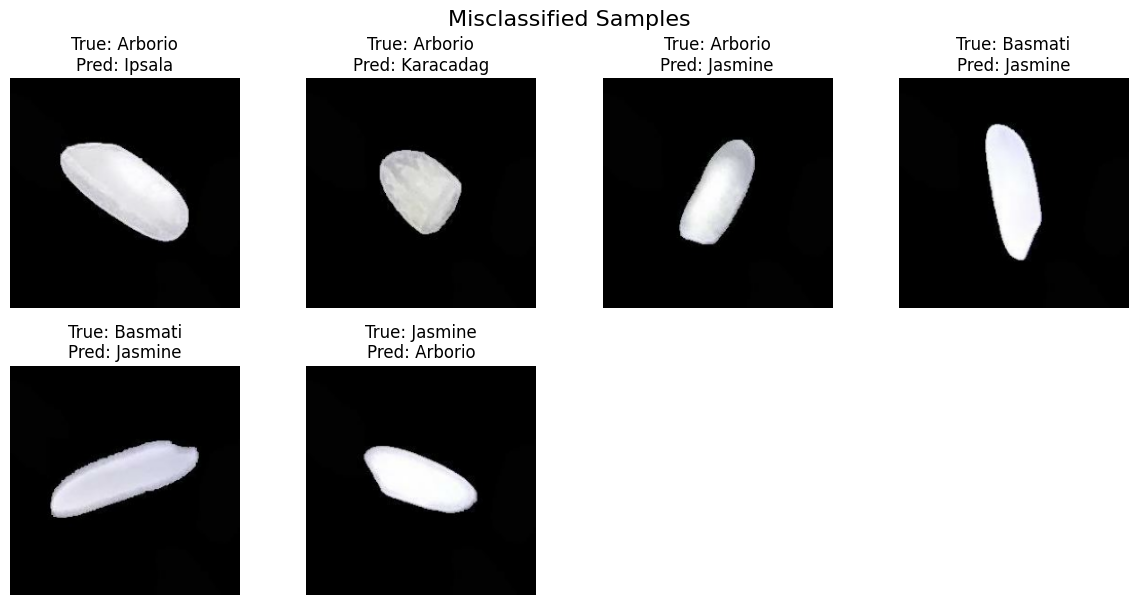 Misclassified Samples
True: Arborio
Pred: Ipsala
True: Arborio
Pred: Karacadag
True: Arborio
Pred: Jasmine
True: Basmati
Pred: Jasmine
True: Basmati
Pred: Jasmine
True: Jasmine
Pred: Arborio